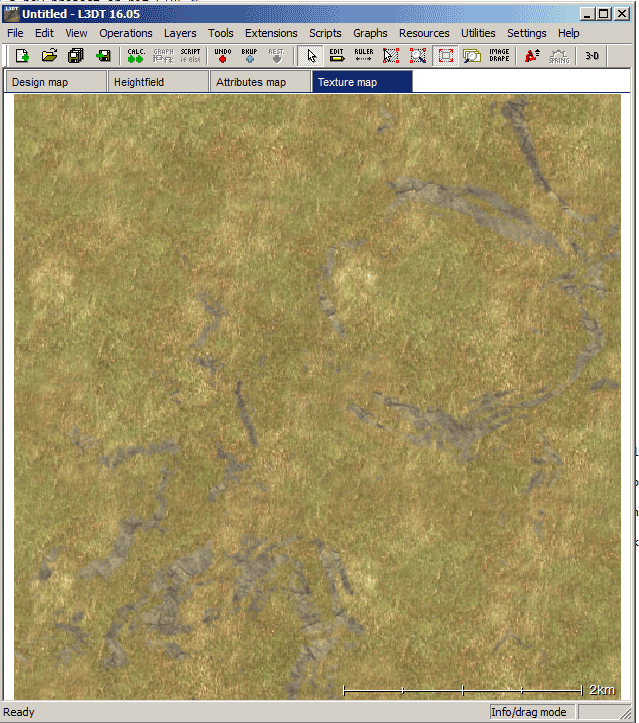 Untitled - L3DT 16.05
File Edit View Operations Layers Tools Extensions Scripts Graphs Resources Utilities Settings Help
CALC. GRAPH SCRIPT if else UNDO BKUP REST. EDIT RULER IMAGE DRAPE SPRING 3-D
Design map Heightfield Attributes map Texture map
2km
Ready Info/drag mode